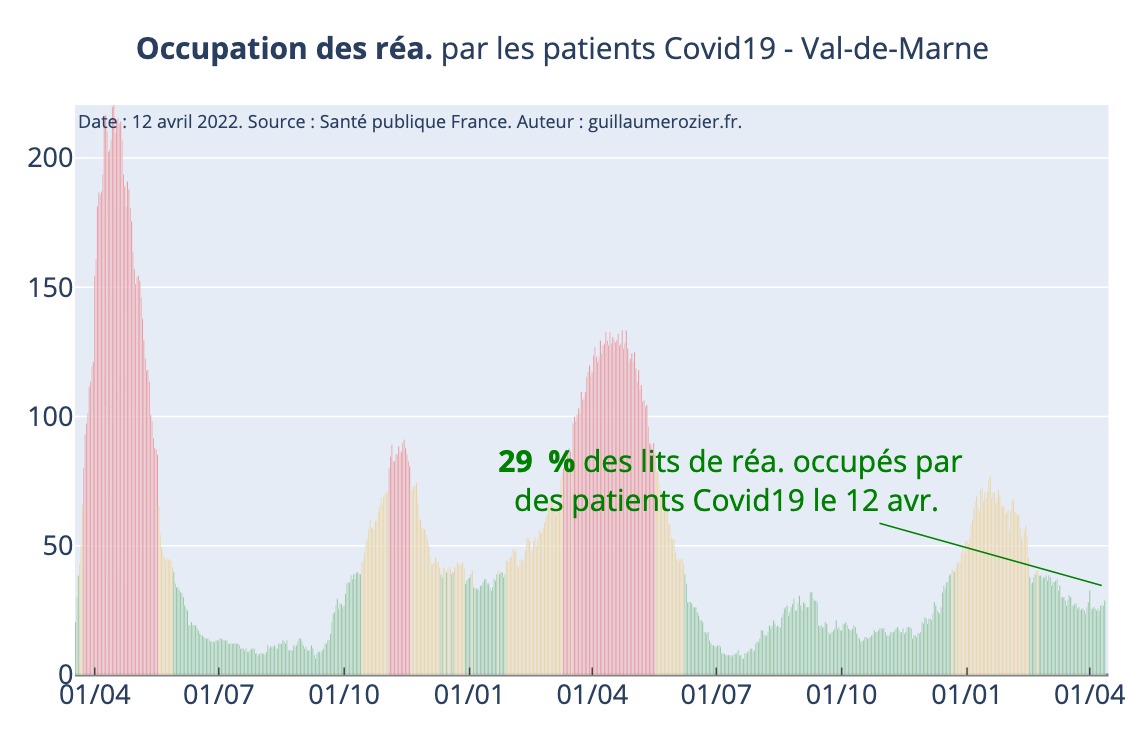 Occupation des réa. par les patients Covid19 - Val-de-Marne
Date : 12 avril 2022. Source : Santé publique France. Auteur : guillaumerozier.fr.
200
150
100
50
0
29 % des lits de réa. occupés par
des patients Covid19 le 12 avr.
01/04 01/07 01/10 01/01 01/04 01/07 01/10 01/01 01/04